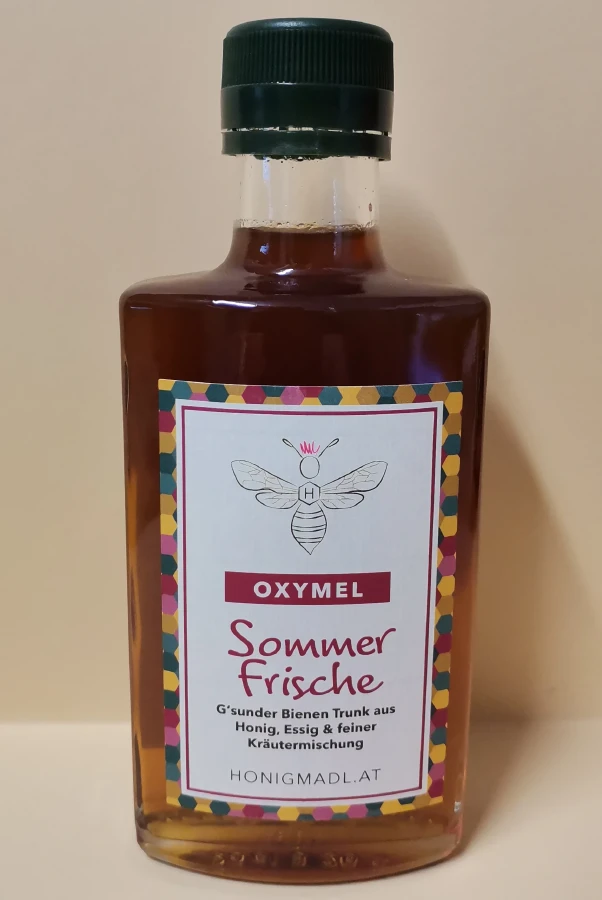 H
OXYMEL
Sommer
Frische
G'sunder Bienen Trunk aus
Honig, Essig & feiner
Kräutermischung
HONIGMADL.AT